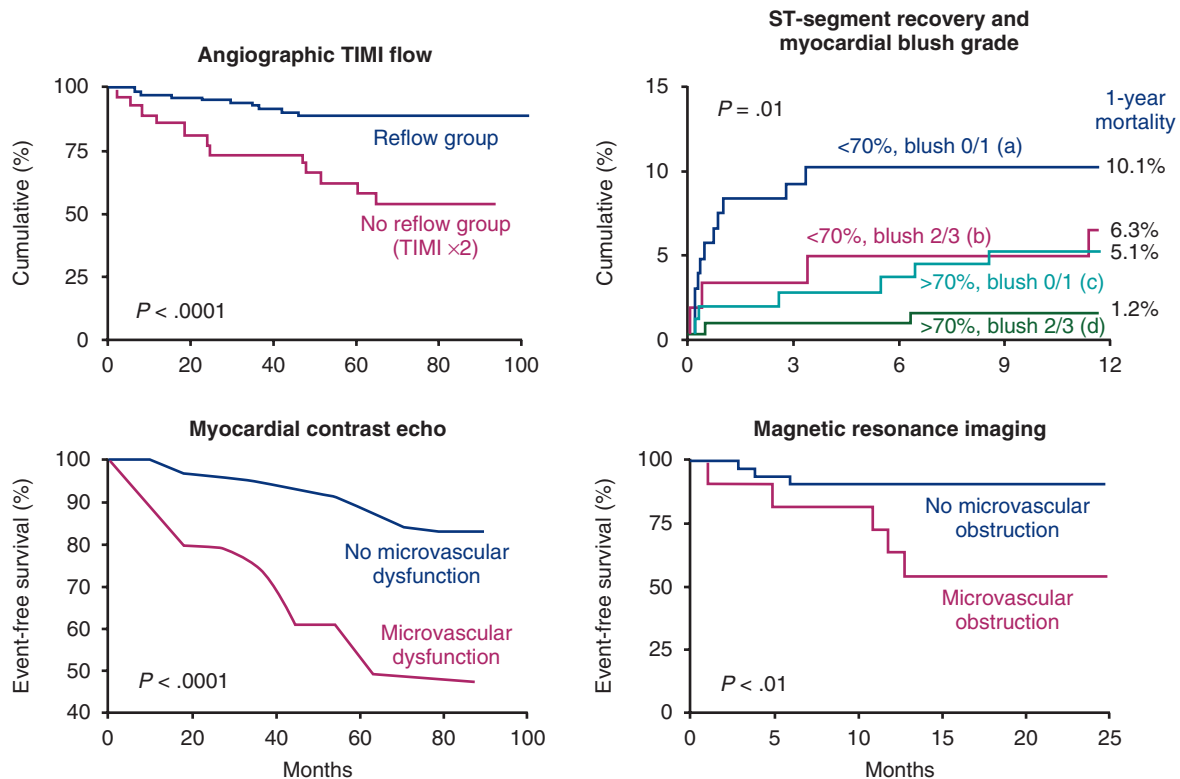 Angiographic TIMI flow
Cumulative (%)
100
75
50
25
0
Reflow group
No reflow group
(TIMI ×2)
P < .0001
0
20
40
60
80
100
ST-segment recovery and
myocardial blush grade
Cumulative (%)
15
10
5
0
P = .01
1-year
mortality
<70%, blush 0/1 (a)
10.1%
<70%, blush 2/3 (b)
6.3%
5.1%
>70%, blush 0/1 (c)
1.2%
>70%, blush 2/3 (d)
0
3
6
9
12
Myocardial contrast echo
Event-free survival (%)
100
90
80
70
60
50
40
No microvascular
dysfunction
Microvascular
dysfunction
P < .0001
0
20
40
60
80
100
Months
Magnetic resonance imaging
Event-free survival (%)
100
75
50
25
0
No microvascular
obstruction
Microvascular
obstruction
P < .01
0
5
10
15
20
25
Months